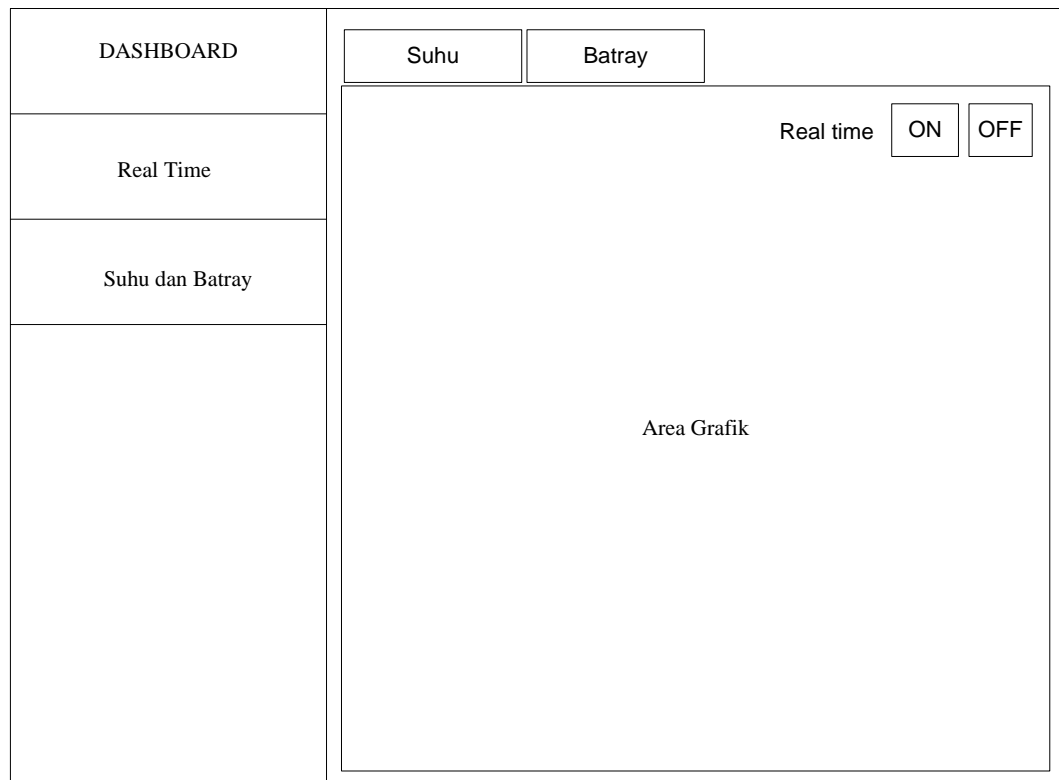 DASHBOARD
Real Time
Suhu dan Batray
Suhu
Batray
Real time
ON
OFF
Area Grafik